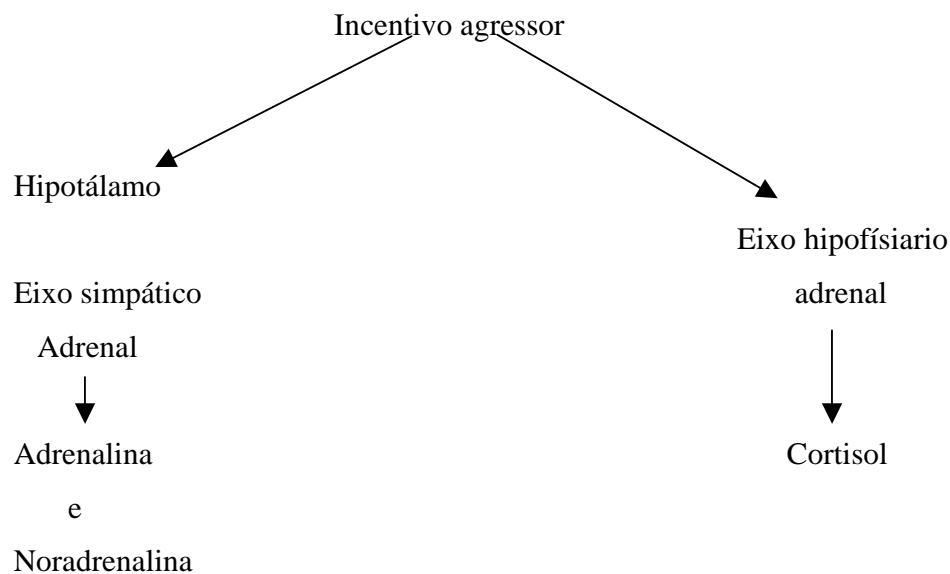 Incentivo agressor
Hipotálamo
Eixo hipofísiario
adrenal
Eixo simpático
Adrenal
Adrenalina
e
Noradrenalina
Cortisol